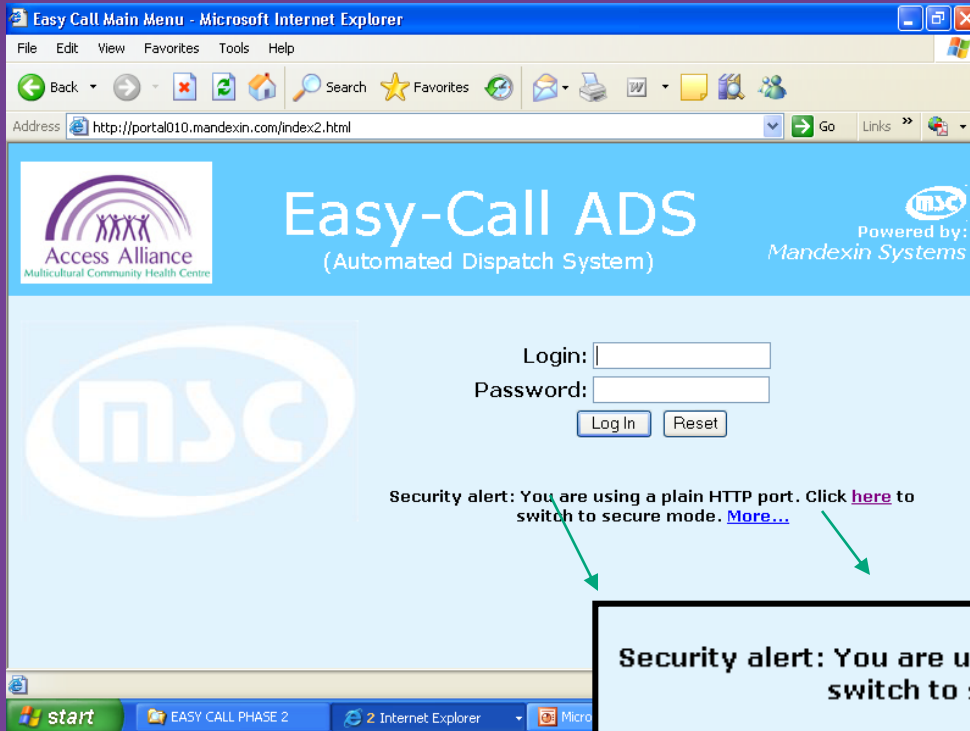 Easy Call Main Menu - Microsoft Internet Explorer
File Edit View Favorites Tools Help
Back Search Favorites
Address http://portal010.mandexin.com/index2.html Go Links »
Access Alliance
Multicultural Community Health Centre
Easy-Call ADS
(Automated Dispatch System)
msc
Powered by:
Mandexin Systems
msc
Login:
Password:
Log In Reset
Security alert: You are using a plain HTTP port. Click here to
switch to secure mode. More...
Security alert: You are u
switch to s
start EASY CALL PHASE 2 2 Internet Explorer Micro